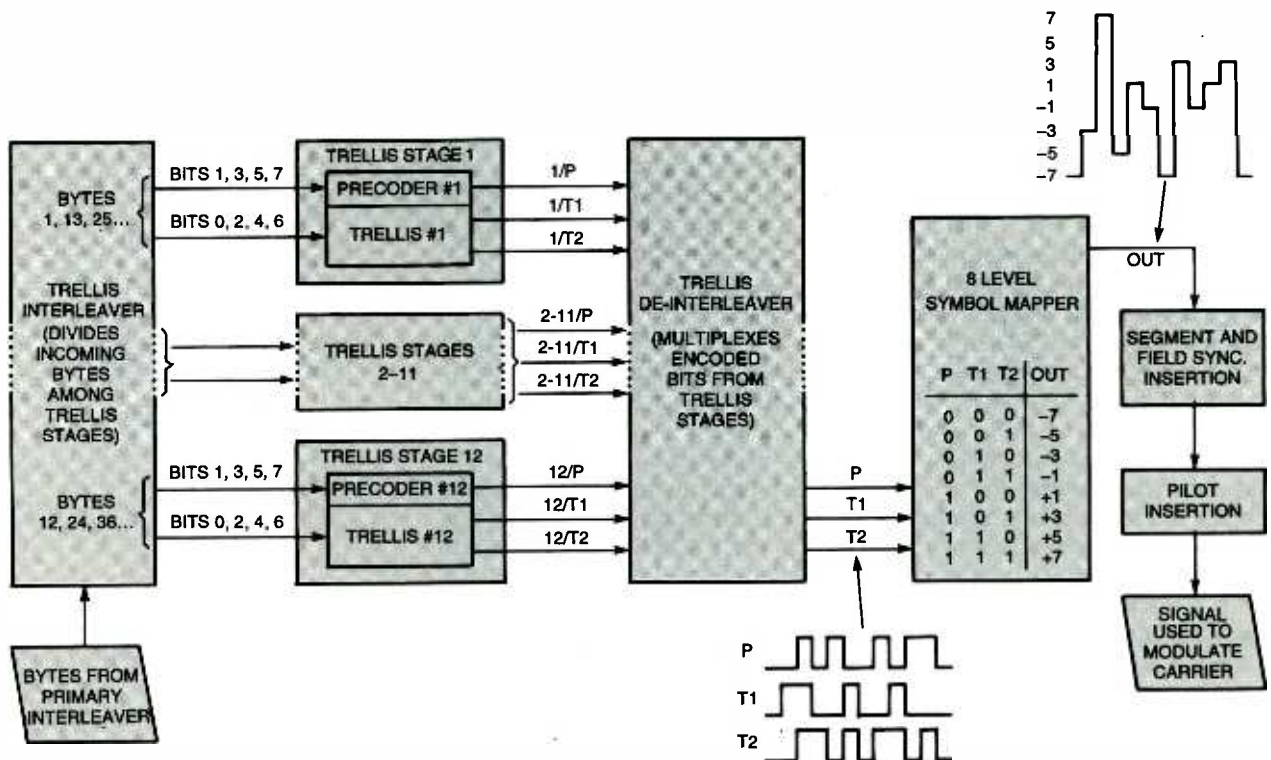 7
5
3
1
-1
-3
-5
-7
BYTES
1, 13, 25...
TRELLIS
INTERLEAVER
(DIVIDES
INCOMING
BYTES
AMONG
TRELLIS
STAGES)
BYTES
12, 24, 36...
BYTES FROM
PRIMARY
INTERLEAVER
BITS 1, 3, 5, 7
BITS 0, 2, 4, 6
BITS 1, 3, 5, 7
BITS 0, 2, 4, 6
TRELLIS STAGE 1
PRECODER #1
TRELLIS #1
TRELLIS STAGES
2–11
TRELLIS STAGE 12
PRECODER #12
TRELLIS #12
1/P
1/T1
1/T2
2-11/P
2-11/T1
2-11/T2
12/P
12/T1
12/T2
TRELLIS
DE-INTERLEAVER
(MULTIPLEXES
ENCODED
BITS FROM
TRELLIS
STAGES)
P
T1
T2
P
T1
T2
8 LEVEL
SYMBOL MAPPER
P T1 T2 OUT
0 0 0 -7
0 0 1 -5
0 1 0 -3
0 1 1 -1
1 0 0 +1
1 0 1 +3
1 1 0 +5
1 1 1 +7
OUT
SEGMENT AND
FIELD SYNC.
INSERTION
PILOT
INSERTION
SIGNAL
USED TO
MODULATE
CARRIER